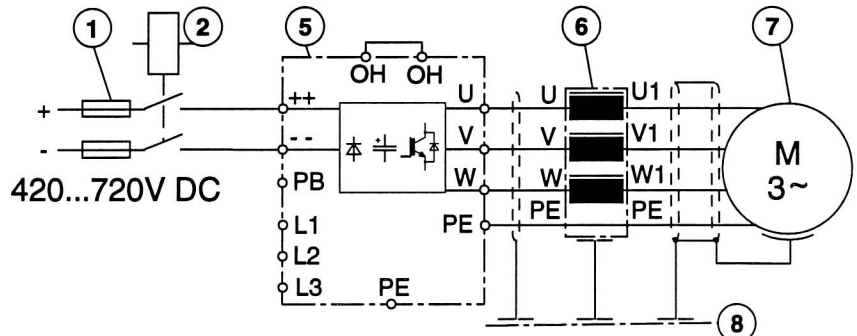 1 2 5 6 7
OH OH
+ ++ U U U1
- -- V V V1 M
420...720V DC PB W W W1 3~
L1 PE PE PE
L2
L3 PE
8